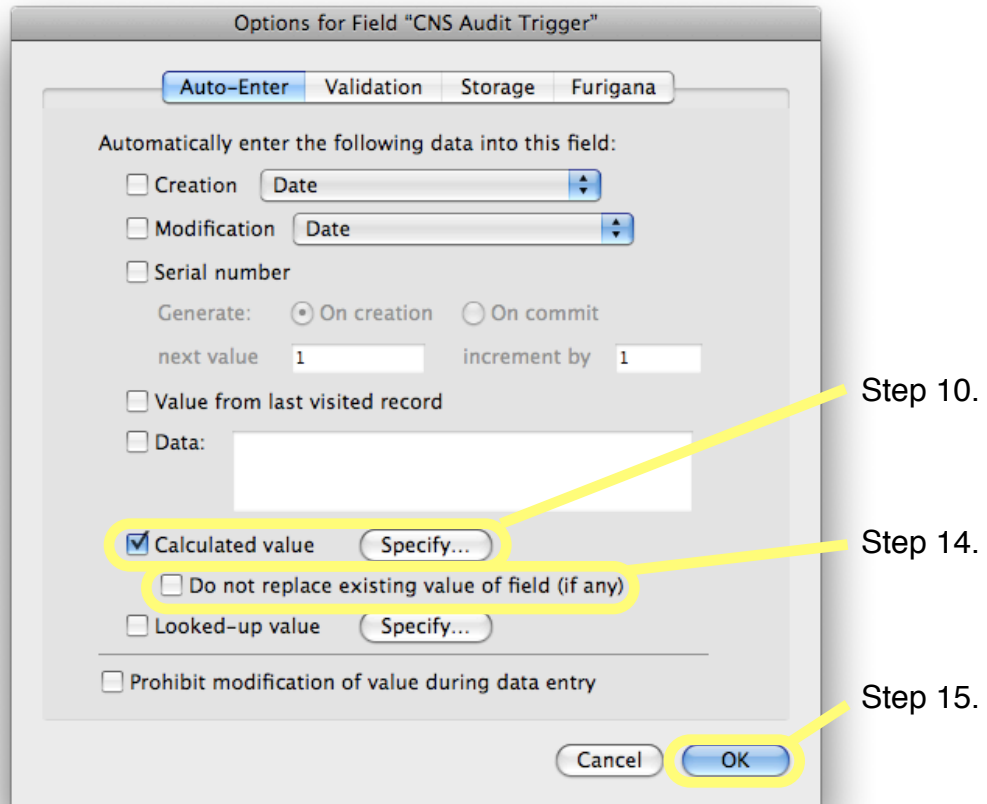 Options for Field "CNS Audit Trigger"
Auto-Enter Validation Storage Furigana
Automatically enter the following data into this field:
Creation Date
Modification Date
Serial number
Generate: On creation On commit
next value 1 increment by 1
Value from last visited record
Step 10.
Data:
Calculated value Specify...
Step 14.
Do not replace existing value of field (if any)
Looked-up value Specify...
Prohibit modification of value during data entry
Step 15.
Cancel OK